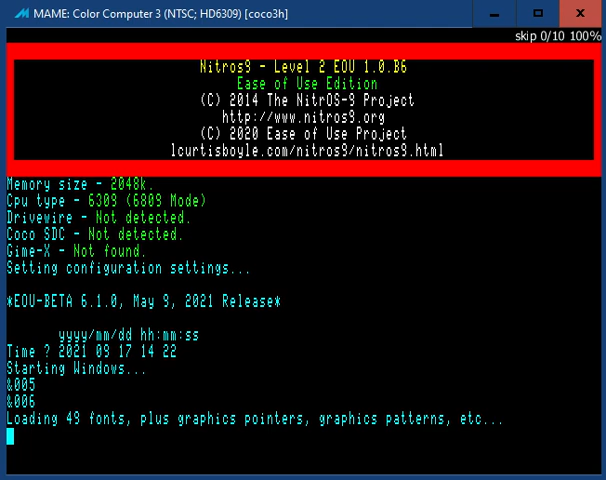 MAME: Color Computer 3 (NTSC; HD6309) [coco3h]
skip 0/10 100%
Nitros9 - Level 2 EOU 1.0.B6
Ease of Use Edition
(C) 2014 The NitrOS-9 Project
http://www.nitros9.org
(C) 2020 Ease of Use Project
lcurtisboyle.com/nitros9/nitros9.html
Memory size - 2048k.
Cpu type - 6309 (6809 Mode)
Drivewire - Not detected.
Coco SDC - Not detected.
Gime-X - Not found.
Setting configuration settings...
*EOU-BETA 6.1.0, May 9, 2021 Release*
yyyy/mm/dd hh:mm:ss
Time ? 2021 09 17 14 22
Starting Windows...
&005
&006
Loading 49 fonts, plus graphics pointers, graphics patterns, etc...